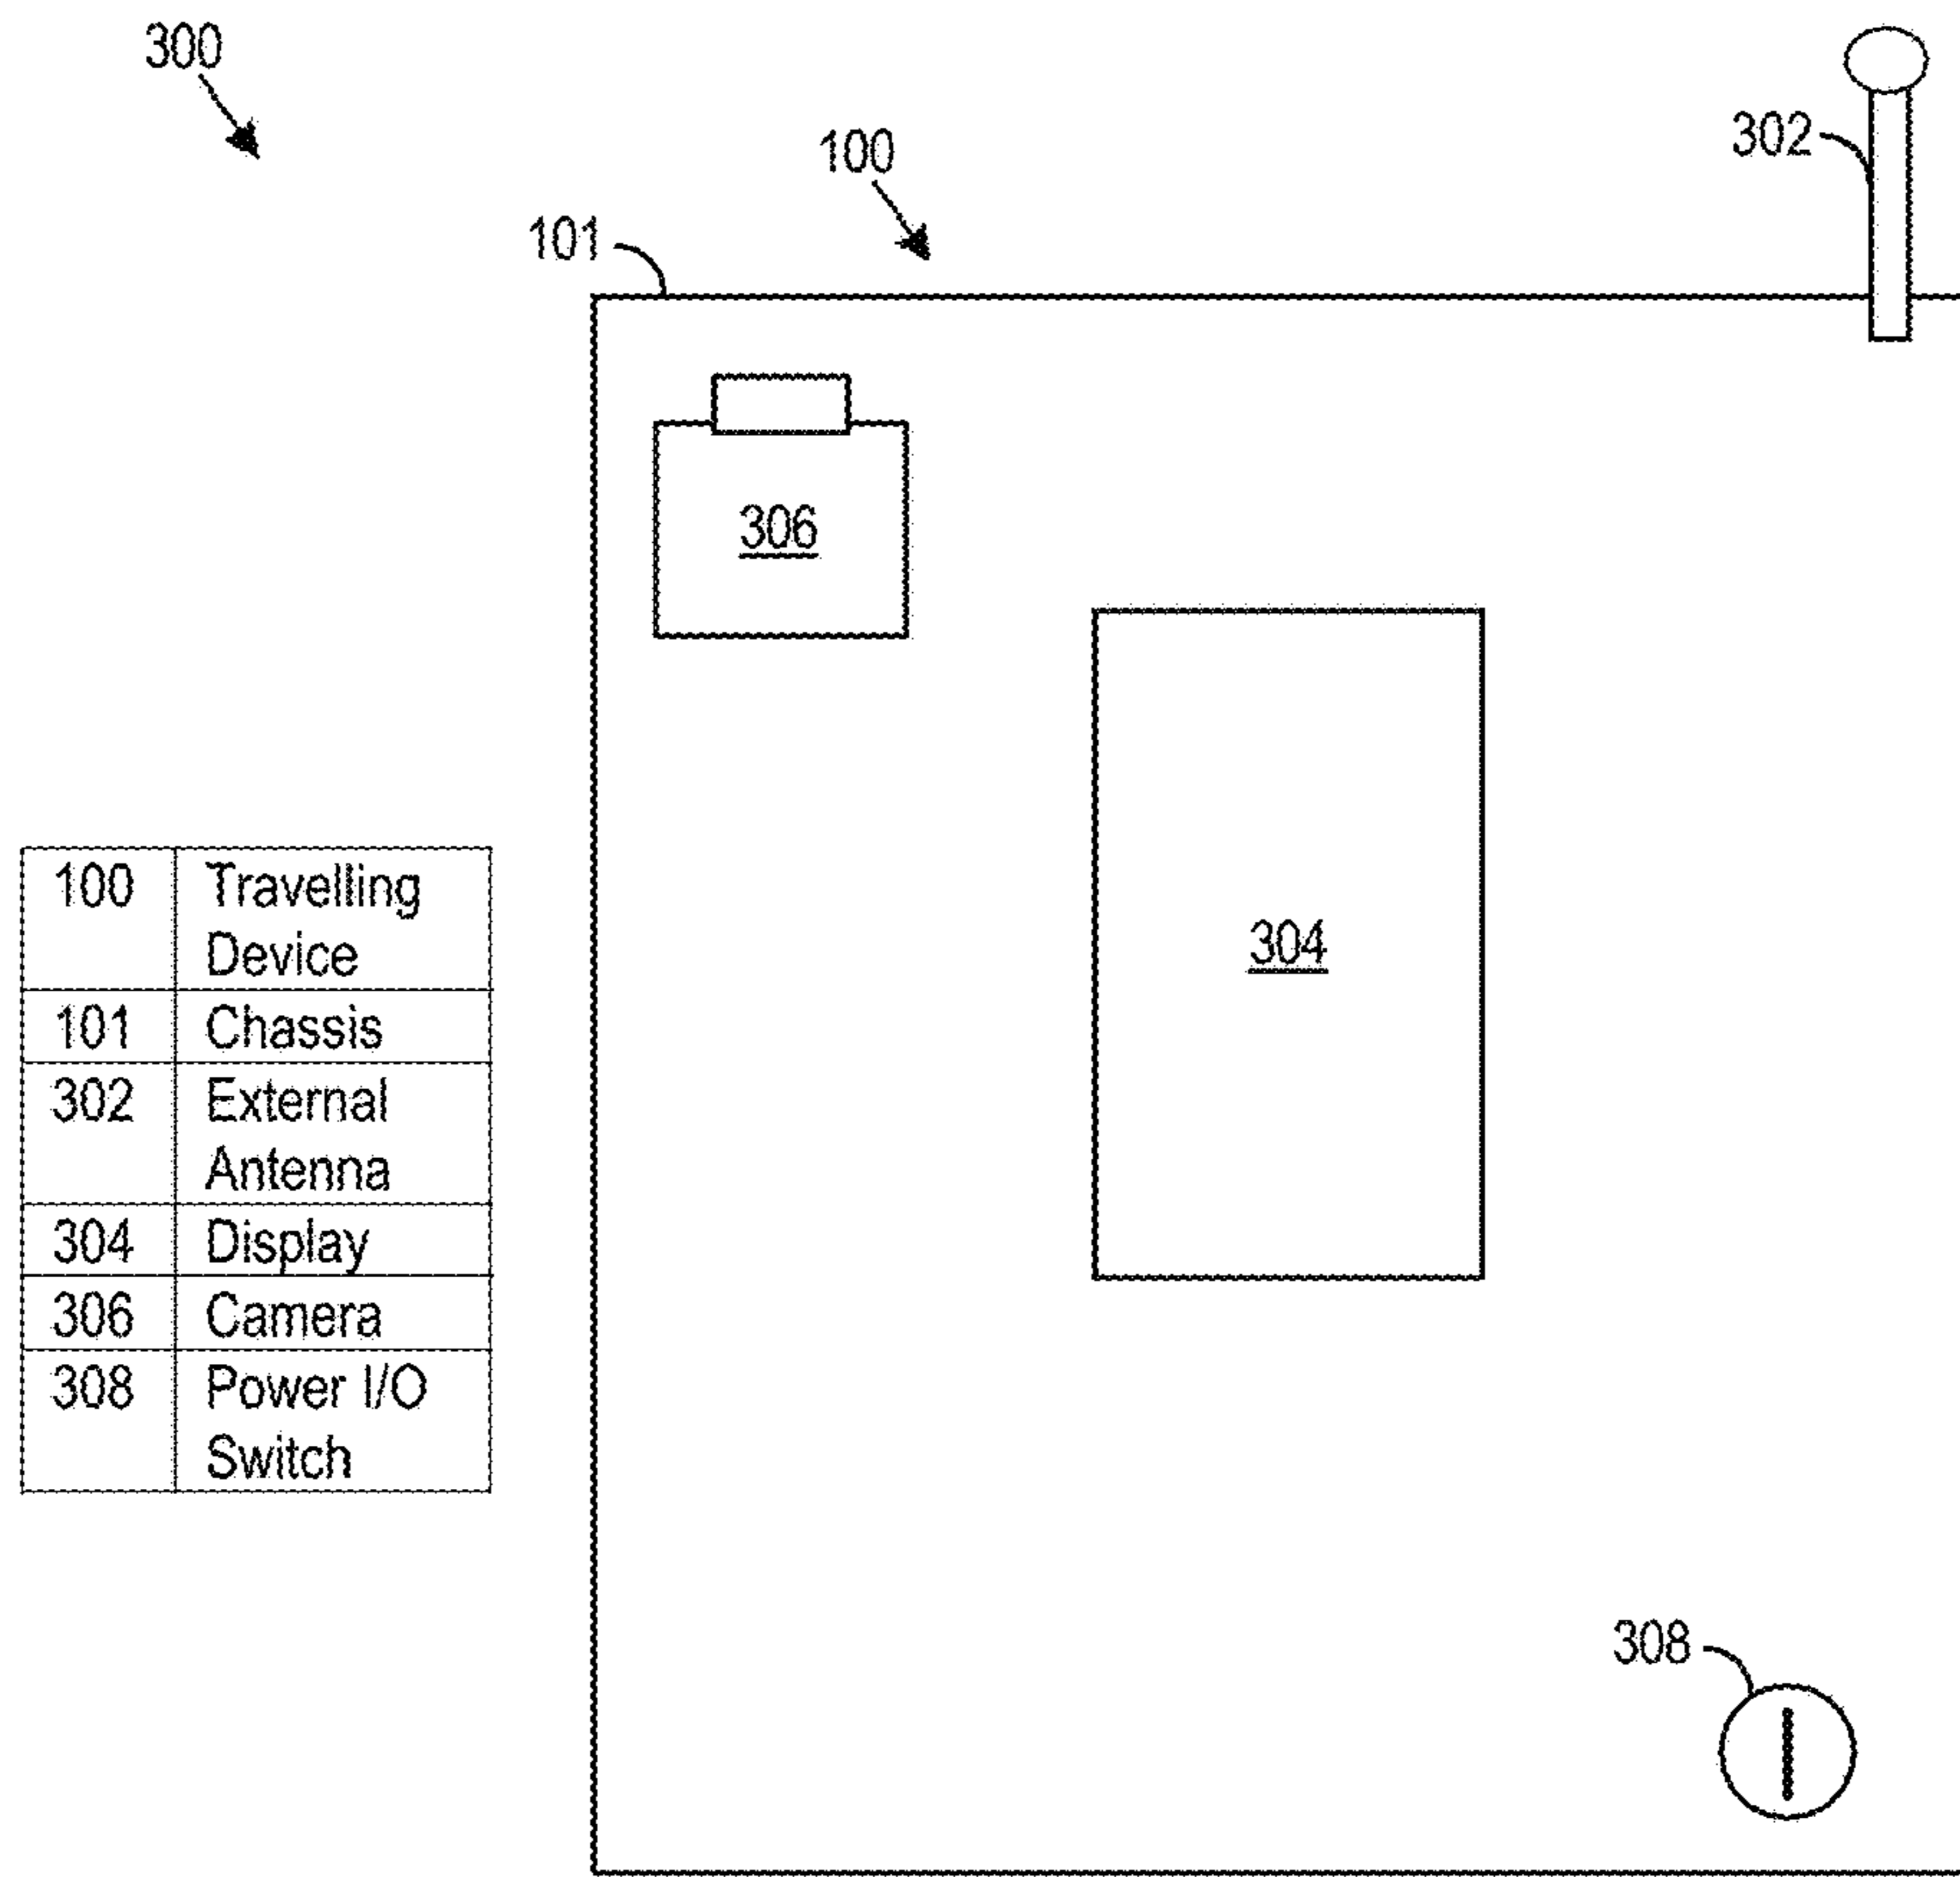 300
100
302
101
306
304
100 Travelling
Device
101 Chassis
302 External
Antenna
304 Display
306 Camera
308 Power I/O
Switch
308